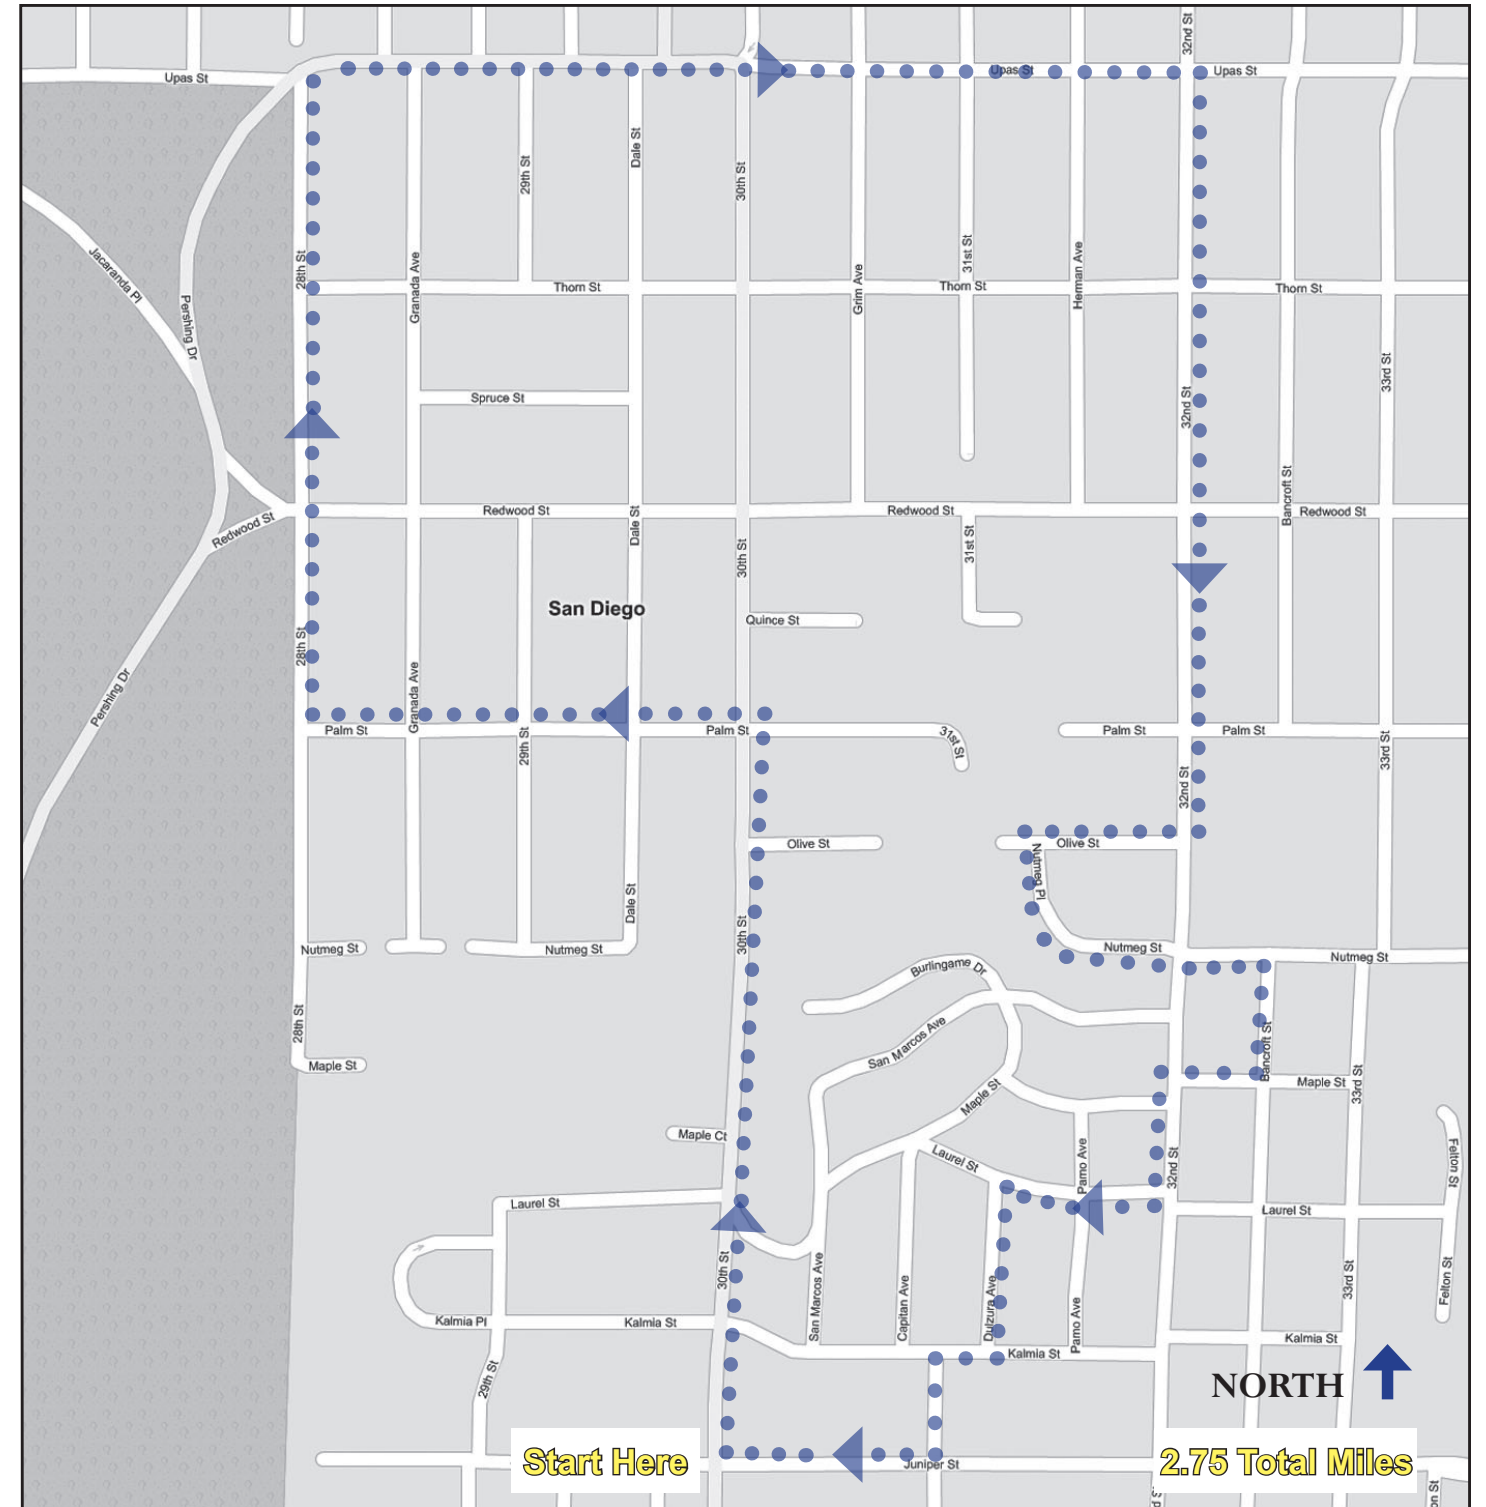 32nd St
Upas St
Upas St
Upas St
Dale St
29th St
30th St
Jacaranda Pl
28th St
Granada Ave
31st St
Grim Ave
Herman Ave
Pershing Dr
Thorn St
Thorn St
Thorn St
33rd St
Spruce St
32nd St
Bancroft St
Redwood St
Redwood St
Redwood St
Redwood St
Dale St
30th St
31st St
San Diego
Quince St
28th St
Granada Ave
Pershing Dr
Palm St
29th St
Palm St
31st St
Palm St
Palm St
33rd St
32nd St
Olive St
Olive St
Nutmeg Pl
Dale St
30th St
Nutmeg St
Nutmeg St
Nutmeg St
Nutmeg St
Burlingame Dr
28th St
San Marcos Ave
Bancroft St
Maple St
Maple St
Maple St
33rd St
Maple Ct
Laurel St
Pamo Ave
32nd St
Felton St
Laurel St
Laurel St
30th St
San Marcos Ave
Capitan Ave
Dulzura Ave
Pamo Ave
33rd St
Felton St
Kalmia Pl
Kalmia St
Kalmia St
Kalmia St
29th St
NORTH
Start Here
Juniper St
2.75 Total Miles